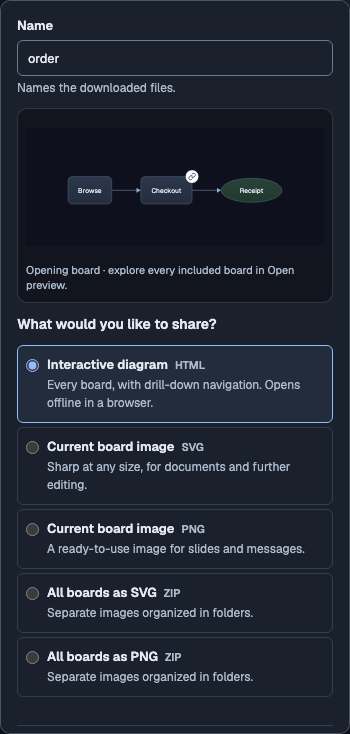 Name
order
Names the downloaded files.
Browse
Checkout
Receipt
Opening board · explore every included board in Open
preview.
What would you like to share?
Interactive diagram HTML
Every board, with drill-down navigation. Opens
offline in a browser.
Current board image SVG
Sharp at any size, for documents and further
editing.
Current board image PNG
A ready-to-use image for slides and messages.
All boards as SVG ZIP
Separate images organized in folders.
All boards as PNG ZIP
Separate images organized in folders.